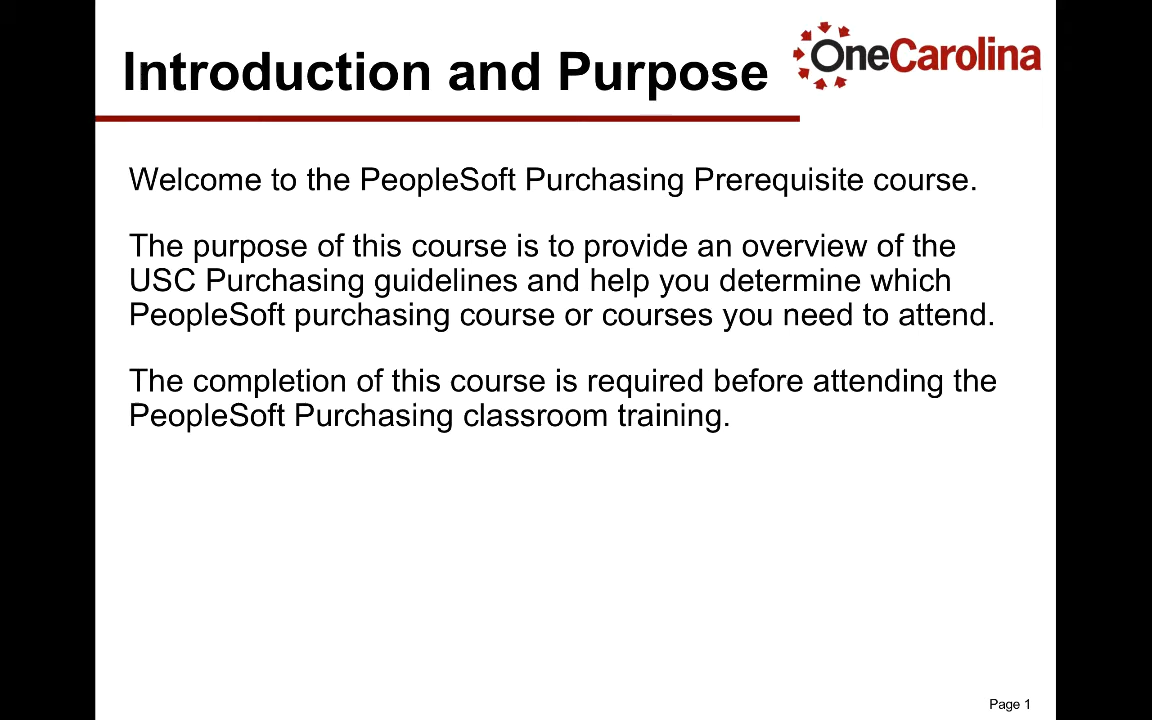 Introduction and Purpose
OneCarolina
Welcome to the PeopleSoft Purchasing Prerequisite course.
The purpose of this course is to provide an overview of the
USC Purchasing guidelines and help you determine which
PeopleSoft purchasing course or courses you need to attend.
The completion of this course is required before attending the
PeopleSoft Purchasing classroom training.
Page 1